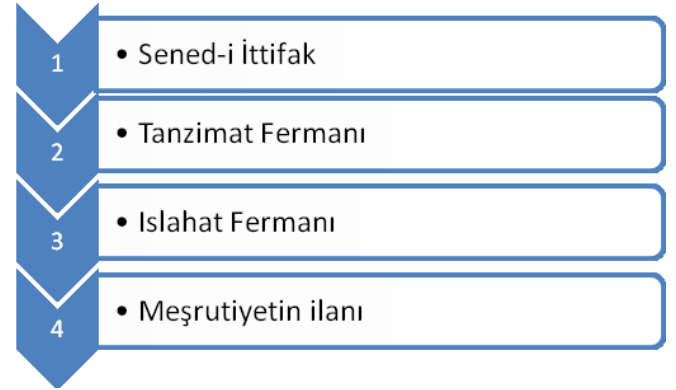 1
• Sened-i İttifak
2
• Tanzimat Fermanı
3
• Islahat Fermanı
4
• Meşrutiyetin ilanı